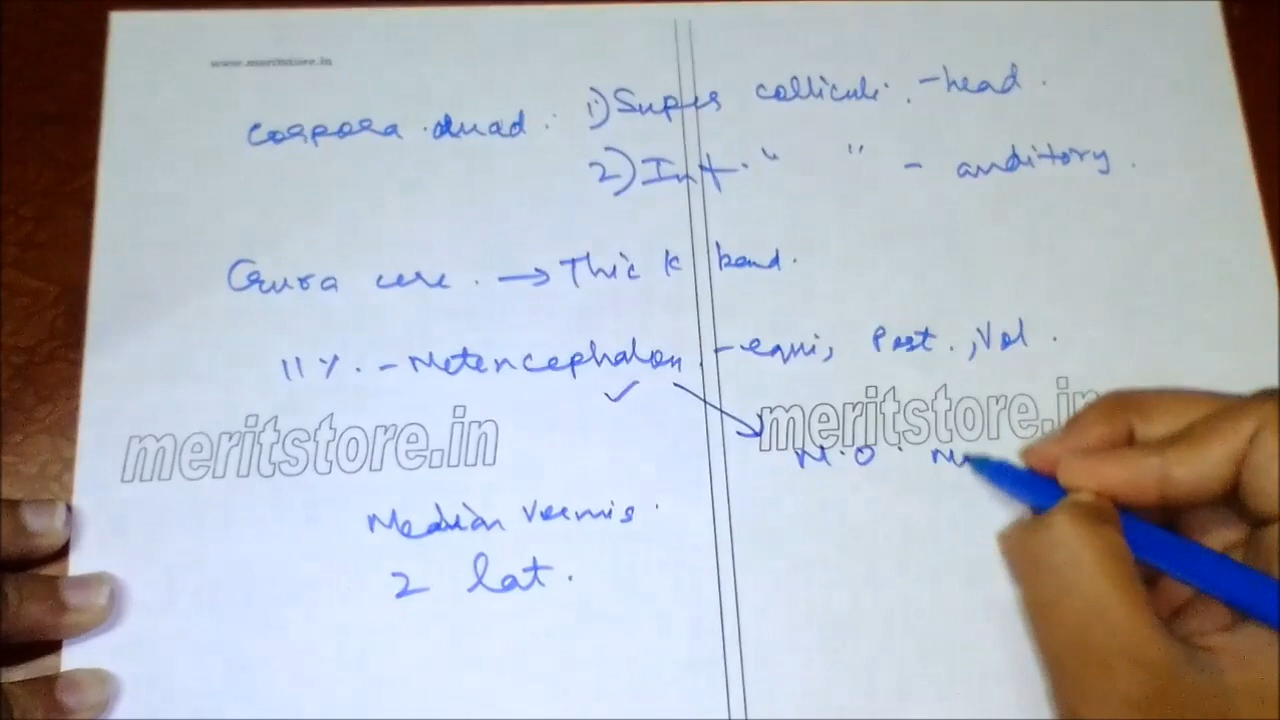 www.meritstore.in
corpora quad : 1) Super colliculi . - head .
2) Inf. " " - auditory .
Crura cere . → Thick band .
11 % . - Metencephalon - equi, Post . , Vol .
✓
meritstore.in meritstore.in
M.O.
Median vermis .
2 lat .